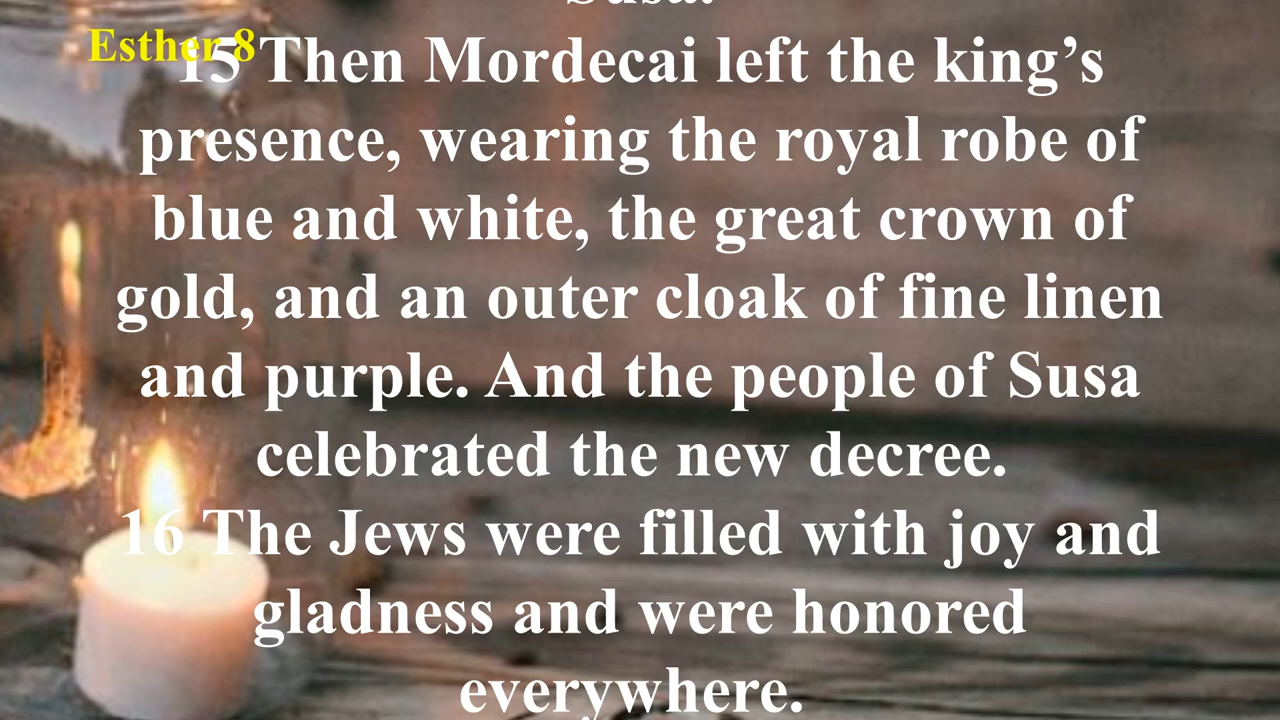 Susa.
Esther 8
15 Then Mordecai left the king’s
presence, wearing the royal robe of
blue and white, the great crown of
gold, and an outer cloak of fine linen
and purple. And the people of Susa
celebrated the new decree.
16 The Jews were filled with joy and
gladness and were honored
everywhere.